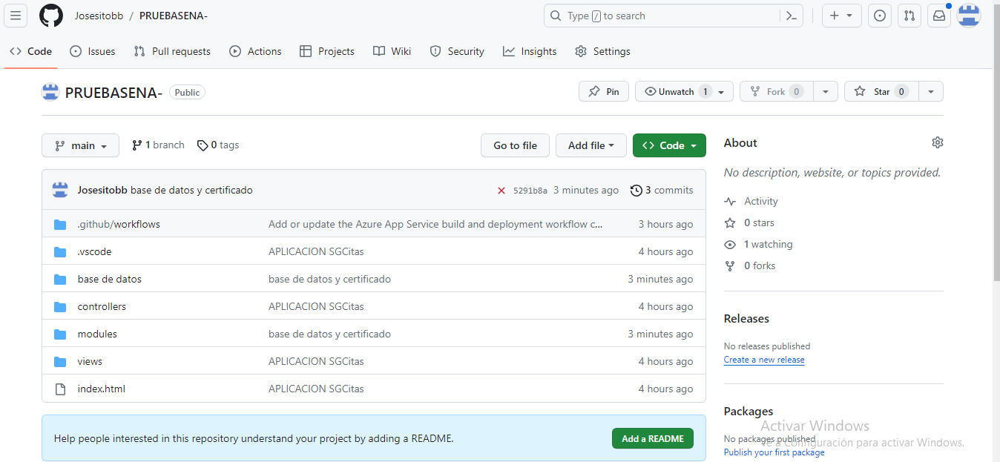 Josesitobb / PRUEBASENA-
Type / to search
Code Issues Pull requests Actions Projects Wiki Security Insights Settings
PRUEBASENA- Public
Pin Unwatch 1 Fork 0 Star 0
main 1 branch 0 tags Go to file Add file Code
Josesitobb base de datos y certificado 5291b8a 3 minutes ago 3 commits
.github/workflows Add or update the Azure App Service build and deployment workflow c... 3 hours ago
.vscode APLICACION SGCitas 4 hours ago
base de datos base de datos y certificado 3 minutes ago
controllers APLICACION SGCitas 4 hours ago
modules base de datos y certificado 3 minutes ago
views APLICACION SGCitas 4 hours ago
index.html APLICACION SGCitas 4 hours ago
Help people interested in this repository understand your project by adding a README. Add a README
About
No description, website, or topics provided.
Activity
0 stars
1 watching
0 forks
Releases
No releases published
Create a new release
Packages
No packages published
Publish your first package
Activar Windows
Ve a Configuración para activar Windows.